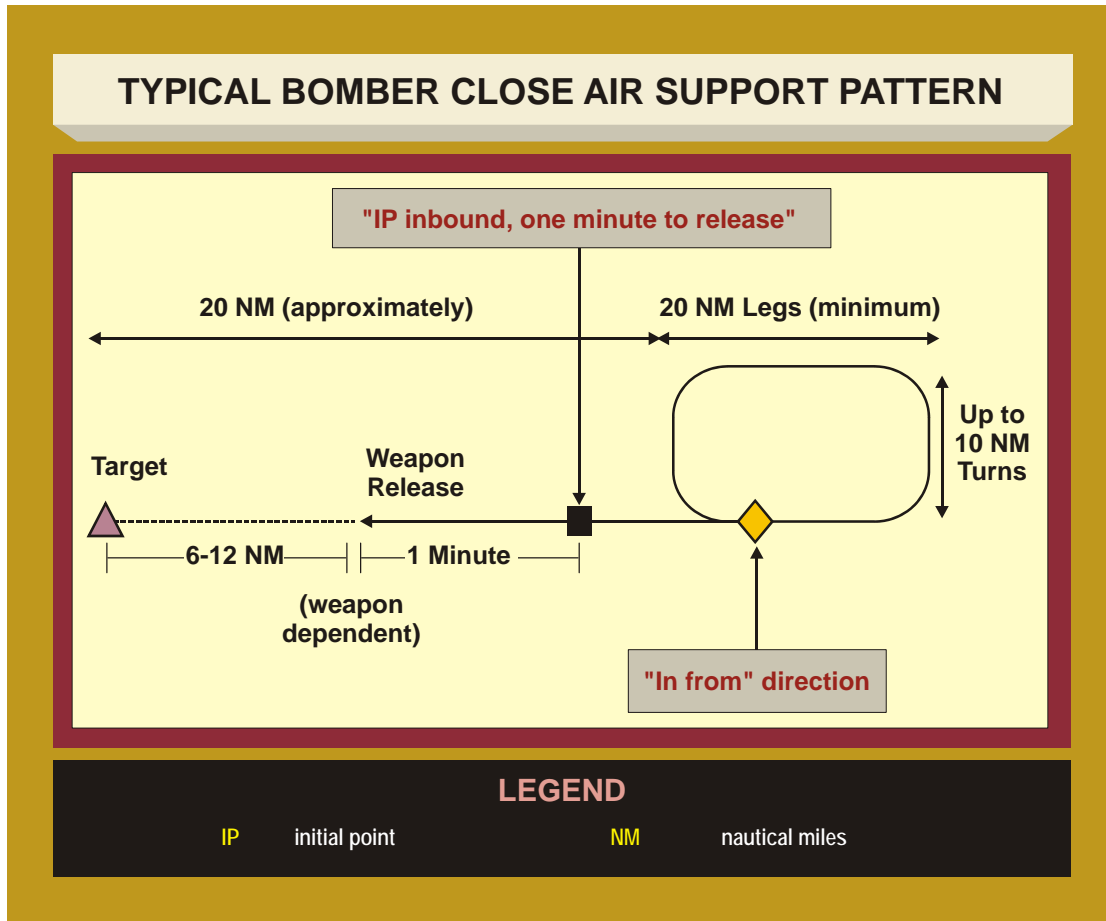 TYPICAL BOMBER CLOSE AIR SUPPORT PATTERN
"IP inbound, one minute to release"
20 NM (approximately)
20 NM Legs (minimum)
Up to
10 NM
Turns
Target
Weapon
Release
6-12 NM
1 Minute
(weapon
dependent)
"In from" direction
LEGEND
IP initial point NM nautical miles